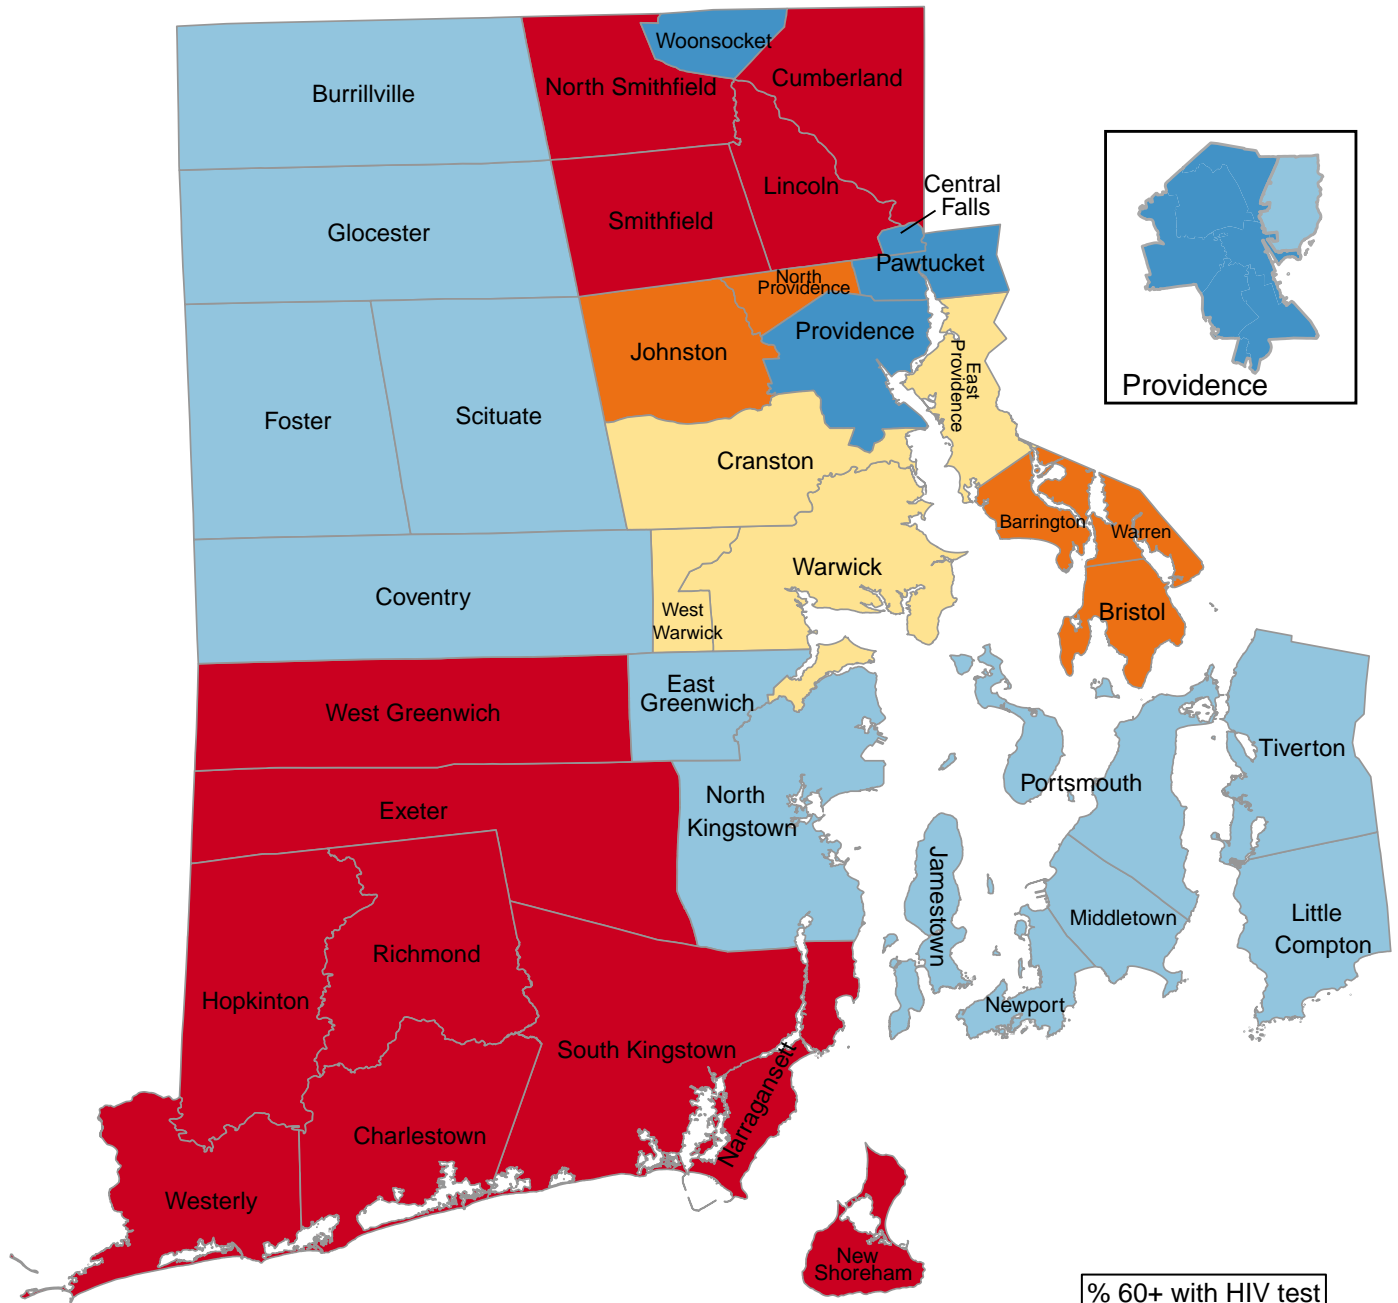 Woonsocket
Burrillville
North Smithfield
Cumberland
Central
Falls
Lincoln
Smithfield
Glocester
Pawtucket
North
Providence
Providence
Johnston
East
Providence
Foster
Scituate
Cranston
Barrington
Warren
Warwick
Coventry
West
Warwick
Bristol
East
Greenwich
West Greenwich
Tiverton
Portsmouth
North
Kingstown
Exeter
Jamestown
Middletown
Little
Compton
Richmond
Hopkinton
Newport
South Kingstown
Narragansett
Charlestown
Westerly
New
Shoreham
Providence
% 60+ with HIV test